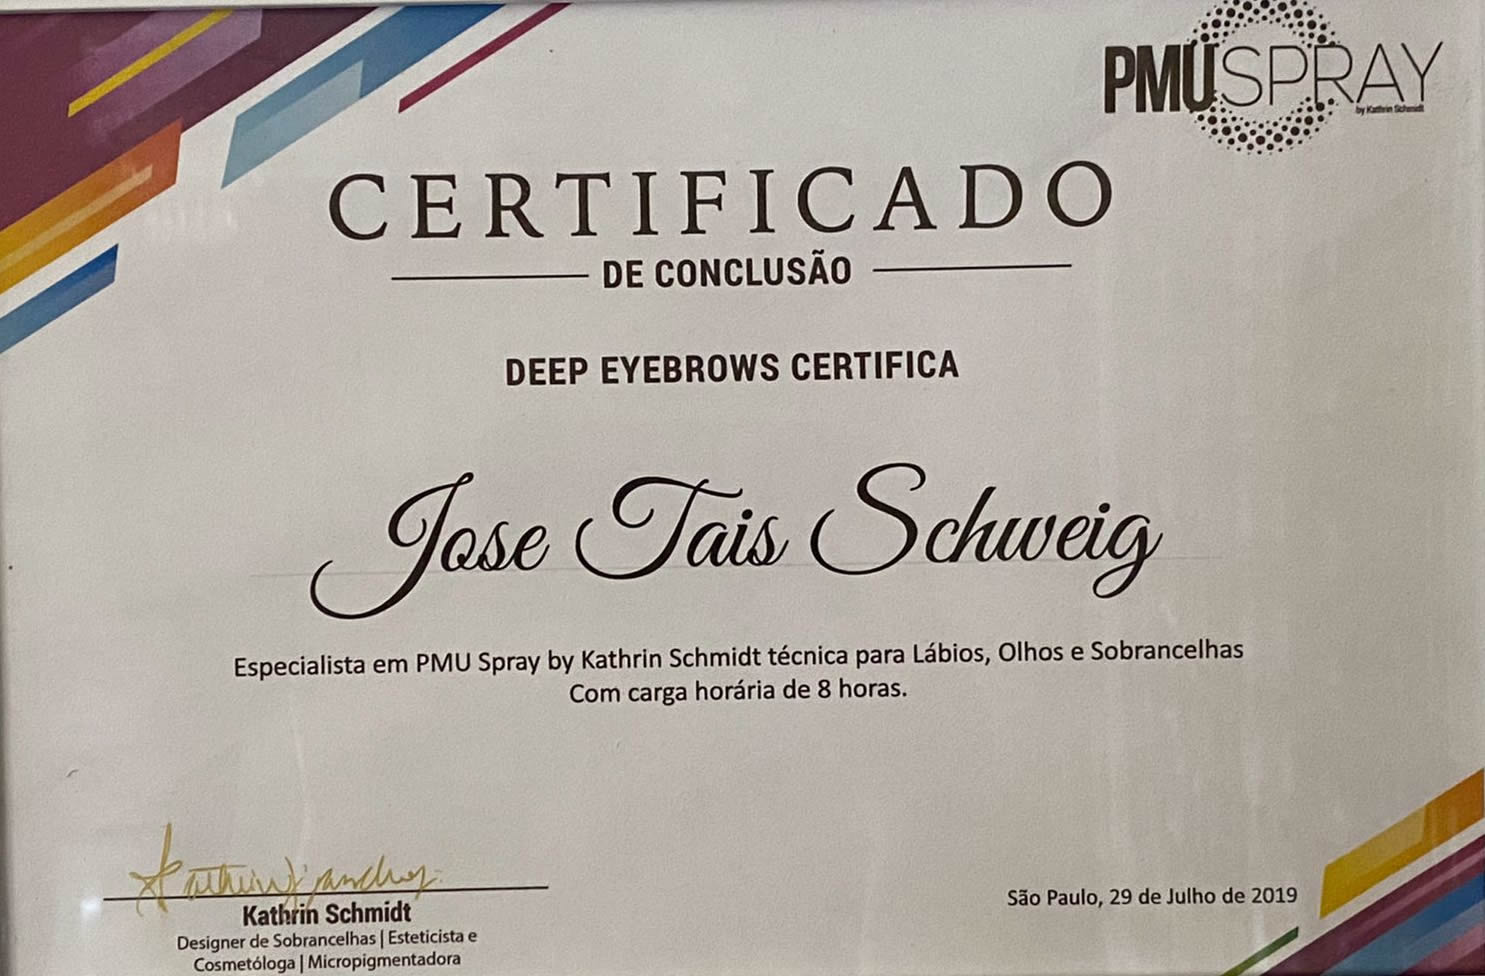 PMUSPRAY
by Kathrin Schmidt
CERTIFICADO
DE CONCLUSÃO
DEEP EYEBROWS CERTIFICA
Jose Tais Schweig
Especialista em PMU Spray by Kathrin Schmidt técnica para Lábios, Olhos e Sobrancelhas
Com carga horária de 8 horas.
Kathrin Schmidt
Designer de Sobrancelhas | Esteticista e
Cosmetóloga | Micropigmentadora
São Paulo, 29 de Julho de 2019